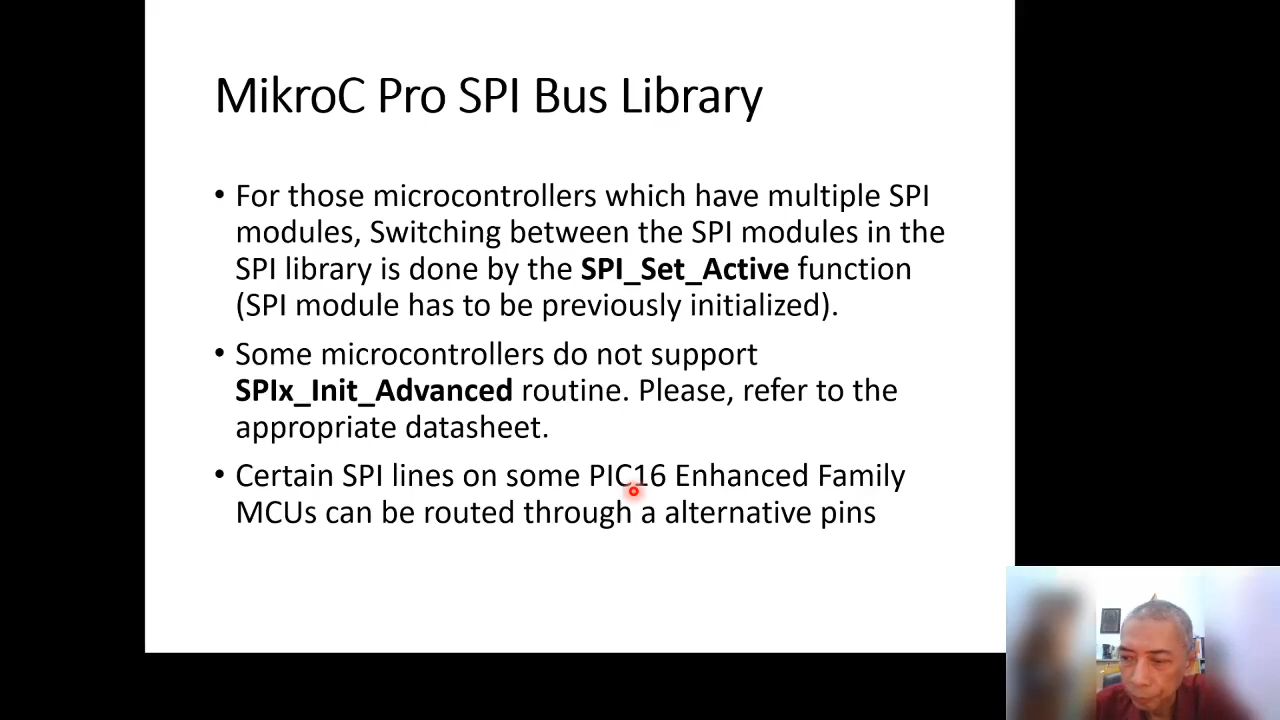 MikroC Pro SPI Bus Library
• For those microcontrollers which have multiple SPI
modules, Switching between the SPI modules in the
SPI library is done by the SPI_Set_Active function
(SPI module has to be previously initialized).
• Some microcontrollers do not support
SPIx_Init_Advanced routine. Please, refer to the
appropriate datasheet.
• Certain SPI lines on some PIC16 Enhanced Family
MCUs can be routed through a alternative pins